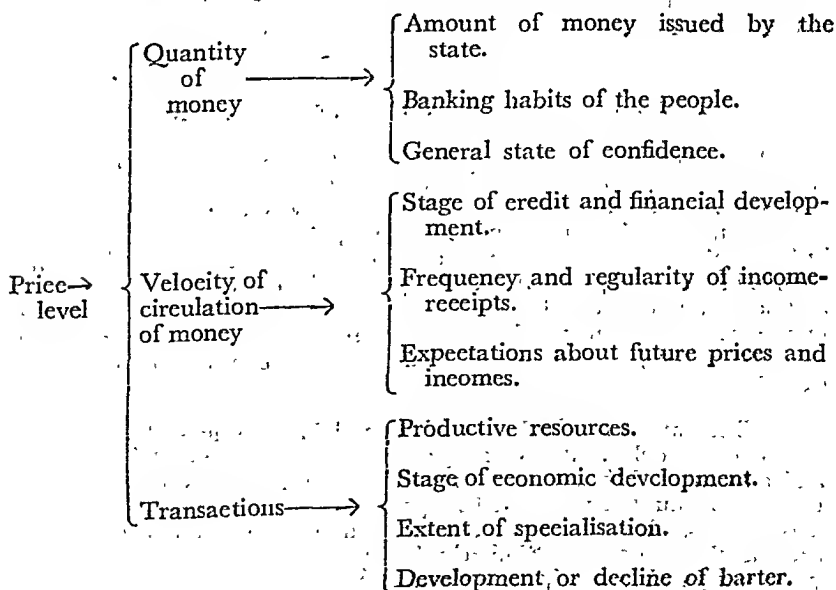 Price→
level
Quantity
of
money
Amount of money issued by the
state.
Banking habits of the people.
General state of confidence.
Velocity of
circulation
of money
Stage of credit and financial develop-
ment.
Frequency and regularity of income-
receipts.
Expectations about future prices and
incomes.
Transactions
Productive resources.
Stage of economic development.
Extent of specialisation.
Development or decline of barter.